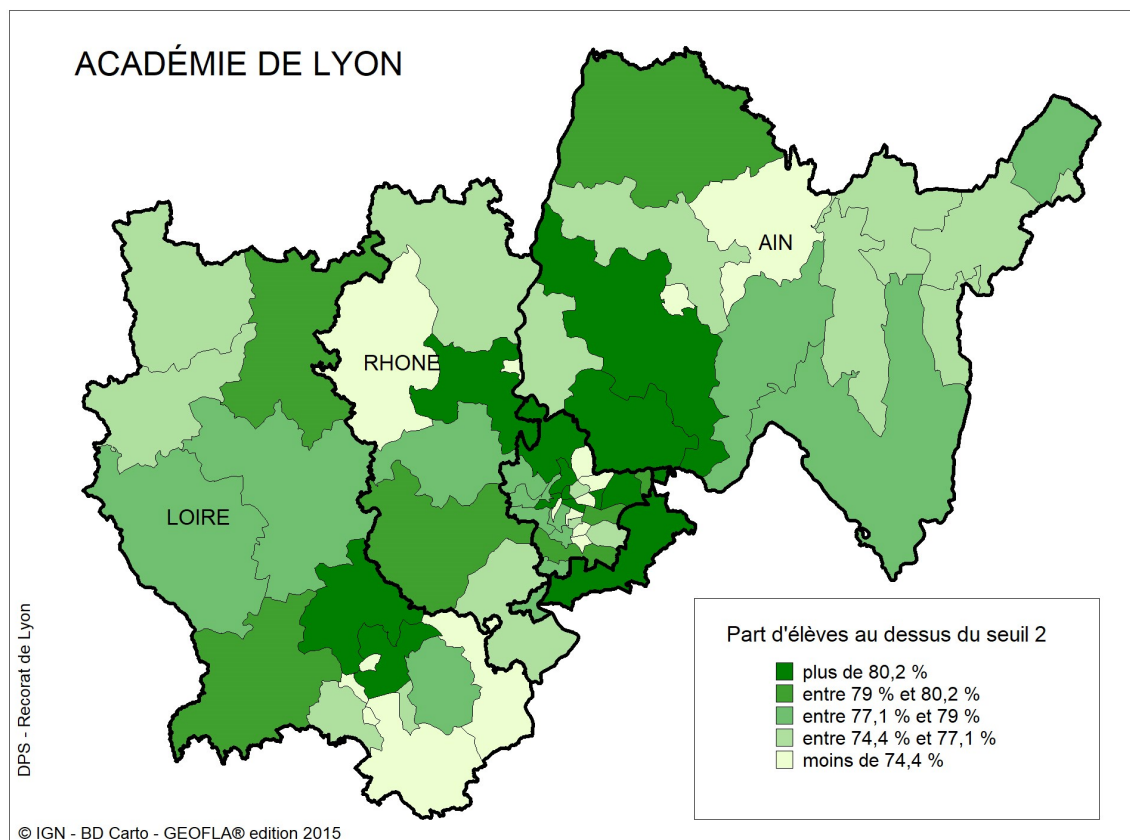 ACADÉMIE DE LYON
AIN
RHONE
LOIRE
Part d'élèves au dessus du seuil 2
plus de 80,2 %
entre 79 % et 80,2 %
entre 77,1 % et 79 %
entre 74,4 % et 77,1 %
moins de 74,4 %
DPS - Recorat de Lyon
© IGN - BD Carto - GEOFLA® edition 2015